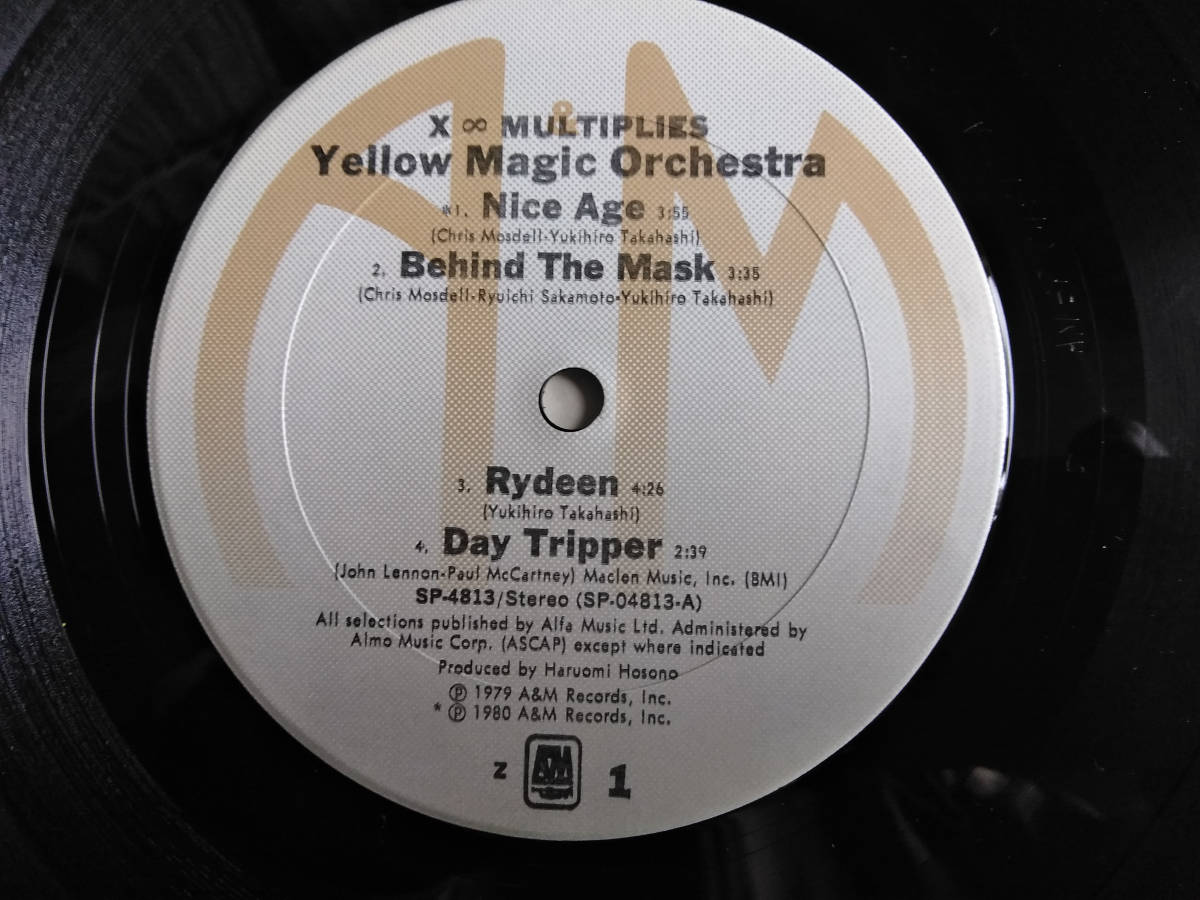 X ∞ MULTIPLIES
Yellow Magic Orchestra
*1. Nice Age 3:55
(Chris Mosdell-Yukihiro Takahashi)
2. Behind The Mask 3:35
(Chris Mosdell-Ryuichi Sakamoto-Yukihiro Takahashi)
3. Rydeen 4:26
(Yukihiro Takahashi)
4. Day Tripper 2:39
(John Lennon-Paul McCartney) Maclen Music, Inc. (BMI)
SP-4813/Stereo (SP-04813-A)
All selections published by Alfa Music Ltd. Administered by
Almo Music Corp. (ASCAP) except where indicated
Produced by Haruomi Hosono
℗ 1979 A&M Records, Inc.
* ℗ 1980 A&M Records, Inc.
Z A&M 1